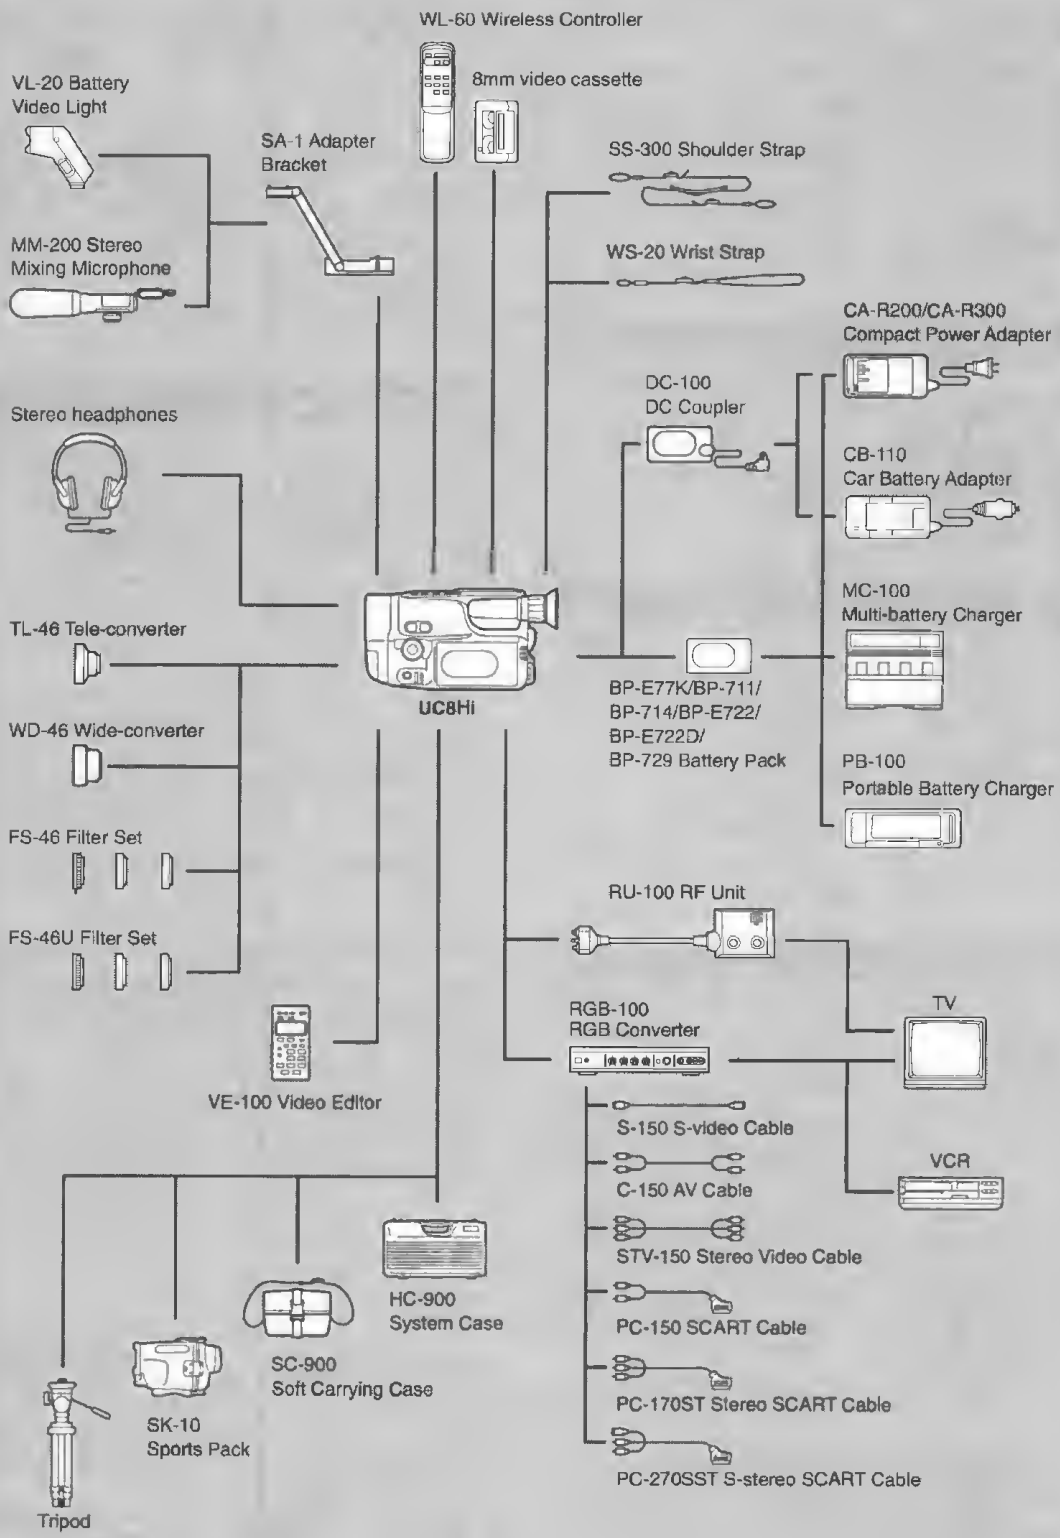 WL-60 Wireless Controller
VL-20 Battery
Video Light
8mm video cassette
SA-1 Adapter
Bracket
SS-300 Shoulder Strap
MM-200 Stereo
Mixing Microphone
WS-20 Wrist Strap
CA-R200/CA-R300
Compact Power Adapter
DC-100
DC Coupler
Stereo headphones
CB-110
Car Battery Adapter
MC-100
Multi-battery Charger
TL-46 Tele-converter
UC8Hi
BP-E77K/BP-711/
BP-714/BP-E722/
BP-E722D/
BP-729 Battery Pack
WD-46 Wide-converter
PB-100
Portable Battery Charger
FS-46 Filter Set
RU-100 RF Unit
FS-46U Filter Set
TV
RGB-100
RGB Converter
VE-100 Video Editor
S-150 S-video Cable
VCR
C-150 AV Cable
STV-150 Stereo Video Cable
HC-900
System Case
PC-150 SCART Cable
SC-900
Soft Carrying Case
PC-170ST Stereo SCART Cable
SK-10
Sports Pack
PC-270SST S-stereo SCART Cable
Tripod